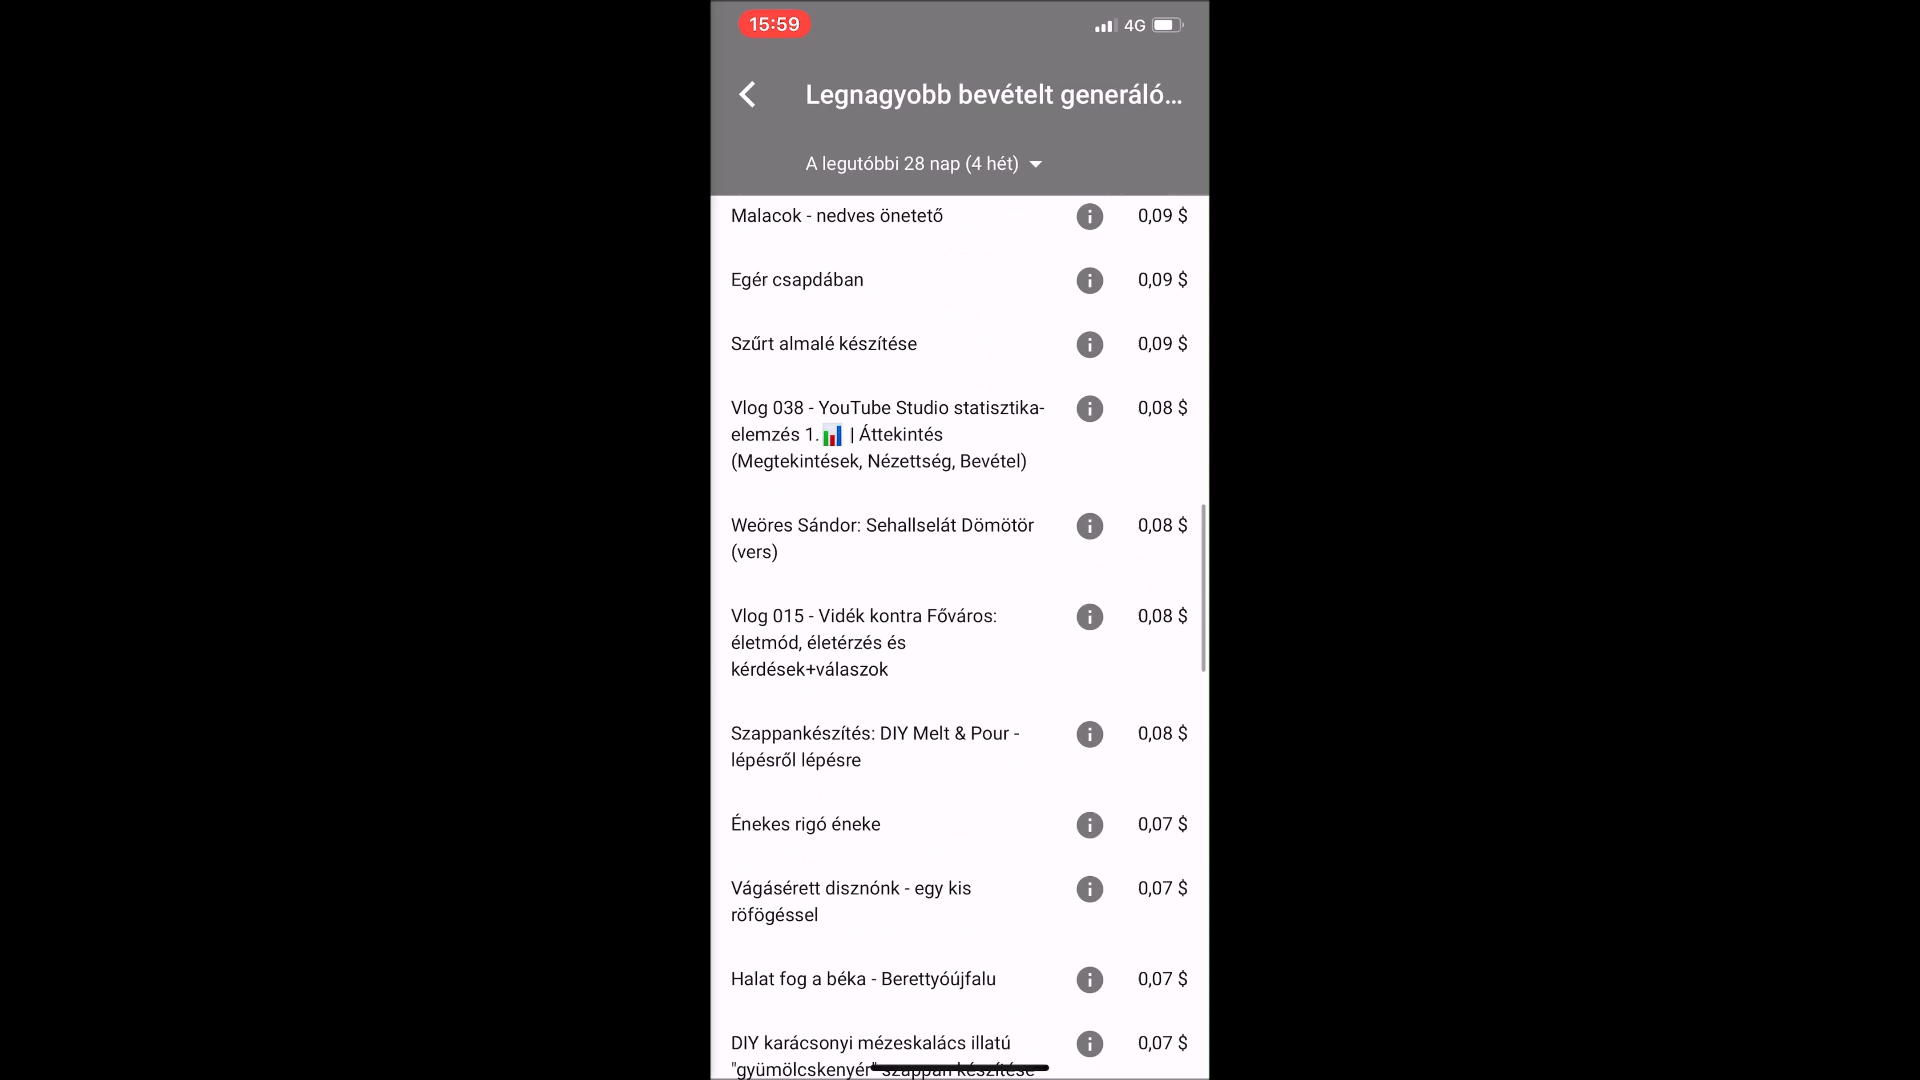 15:59
4G
Legnagyobb bevételt generáló...
A legutóbbi 28 nap (4 hét)
Malacok - nedves önetető
0,09 $
Egér csapdában
0,09 $
Szűrt almalé készítése
0,09 $
Vlog 038 - YouTube Studio statisztika-
0,08 $
elemzés 1.📊 | Áttekintés
(Megtekintések, Nézettség, Bevétel)
Weöres Sándor: Sehallselát Dömötör
0,08 $
(vers)
Vlog 015 - Vidék kontra Főváros:
0,08 $
életmód, életérzés és
kérdések+válaszok
Szappankészítés: DIY Melt & Pour -
0,08 $
lépésről lépésre
Énekes rigó éneke
0,07 $
Vágásérett disznónk - egy kis
0,07 $
röfögéssel
Halat fog a béka - Berettyóújfalu
0,07 $
DIY karácsonyi mézeskalács illatú
0,07 $
"gyümölcskenyér" szappan készítése